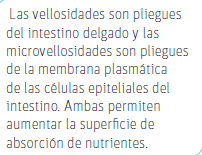 Las vellosidades son pliegues
del intestino delgado y las
microvellosidades son pliegues
de la membrana plasmática
de las células epiteliales del
intestino. Ambas permiten
aumentar la superficie de
absorción de nutrientes.